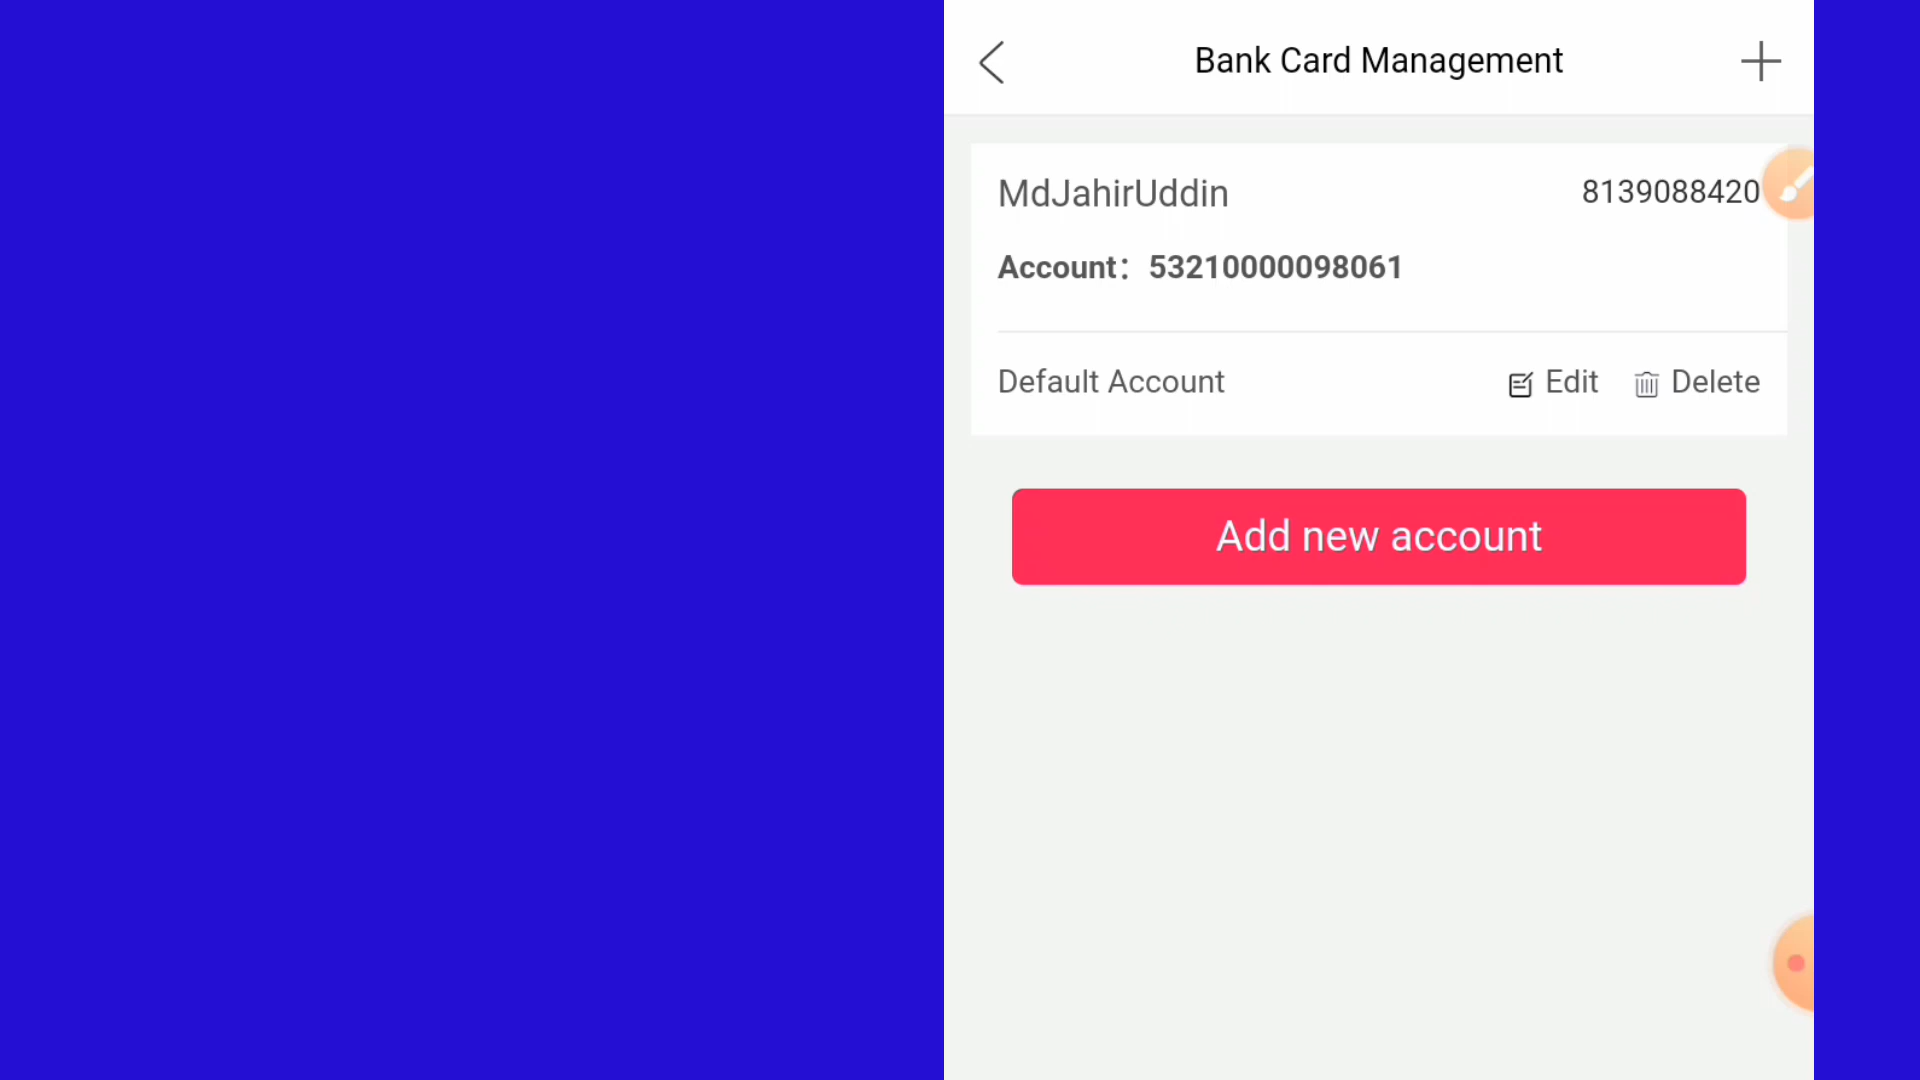 Bank Card Management
MdJahirUddin 8139088420
Account: 53210000098061
Default Account Edit Delete
Add new account